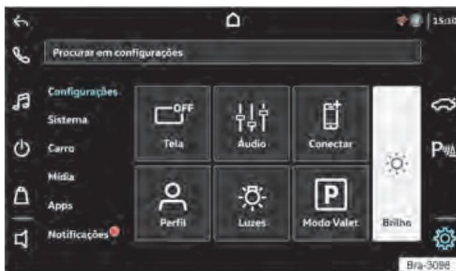 15:10
Procurar em configurações
Configurações
Sistema
Carro
Mídia
Apps
Notificações
OFF
Tela
Áudio
Conectar
Perfil
Luzes
P
Modo Valet
Brilho
P
Bra-3098